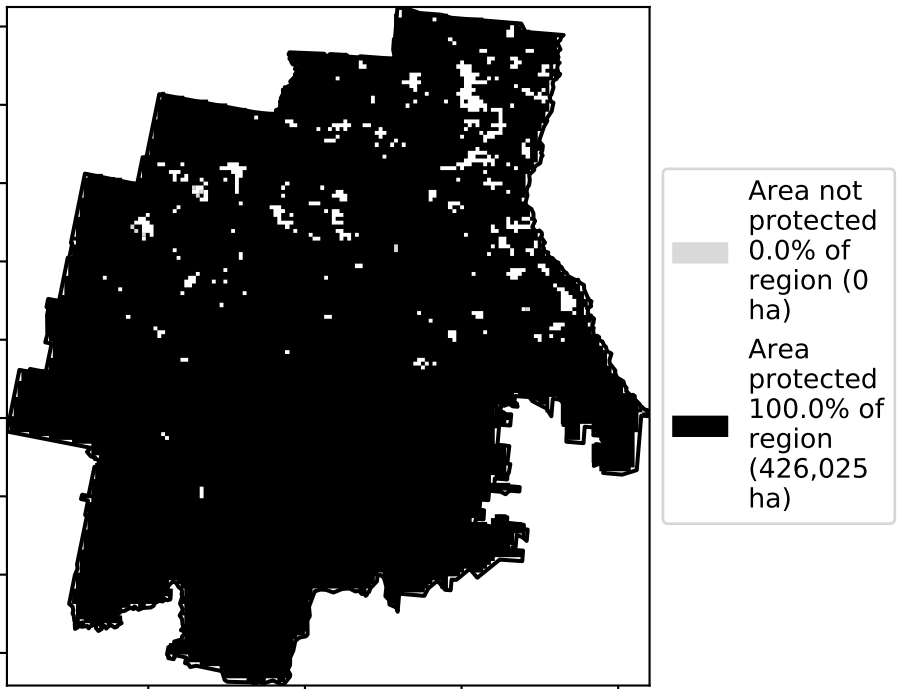 Area not
protected
0.0% of
region (0
ha)
Area
protected
100.0% of
region
(426,025
ha)